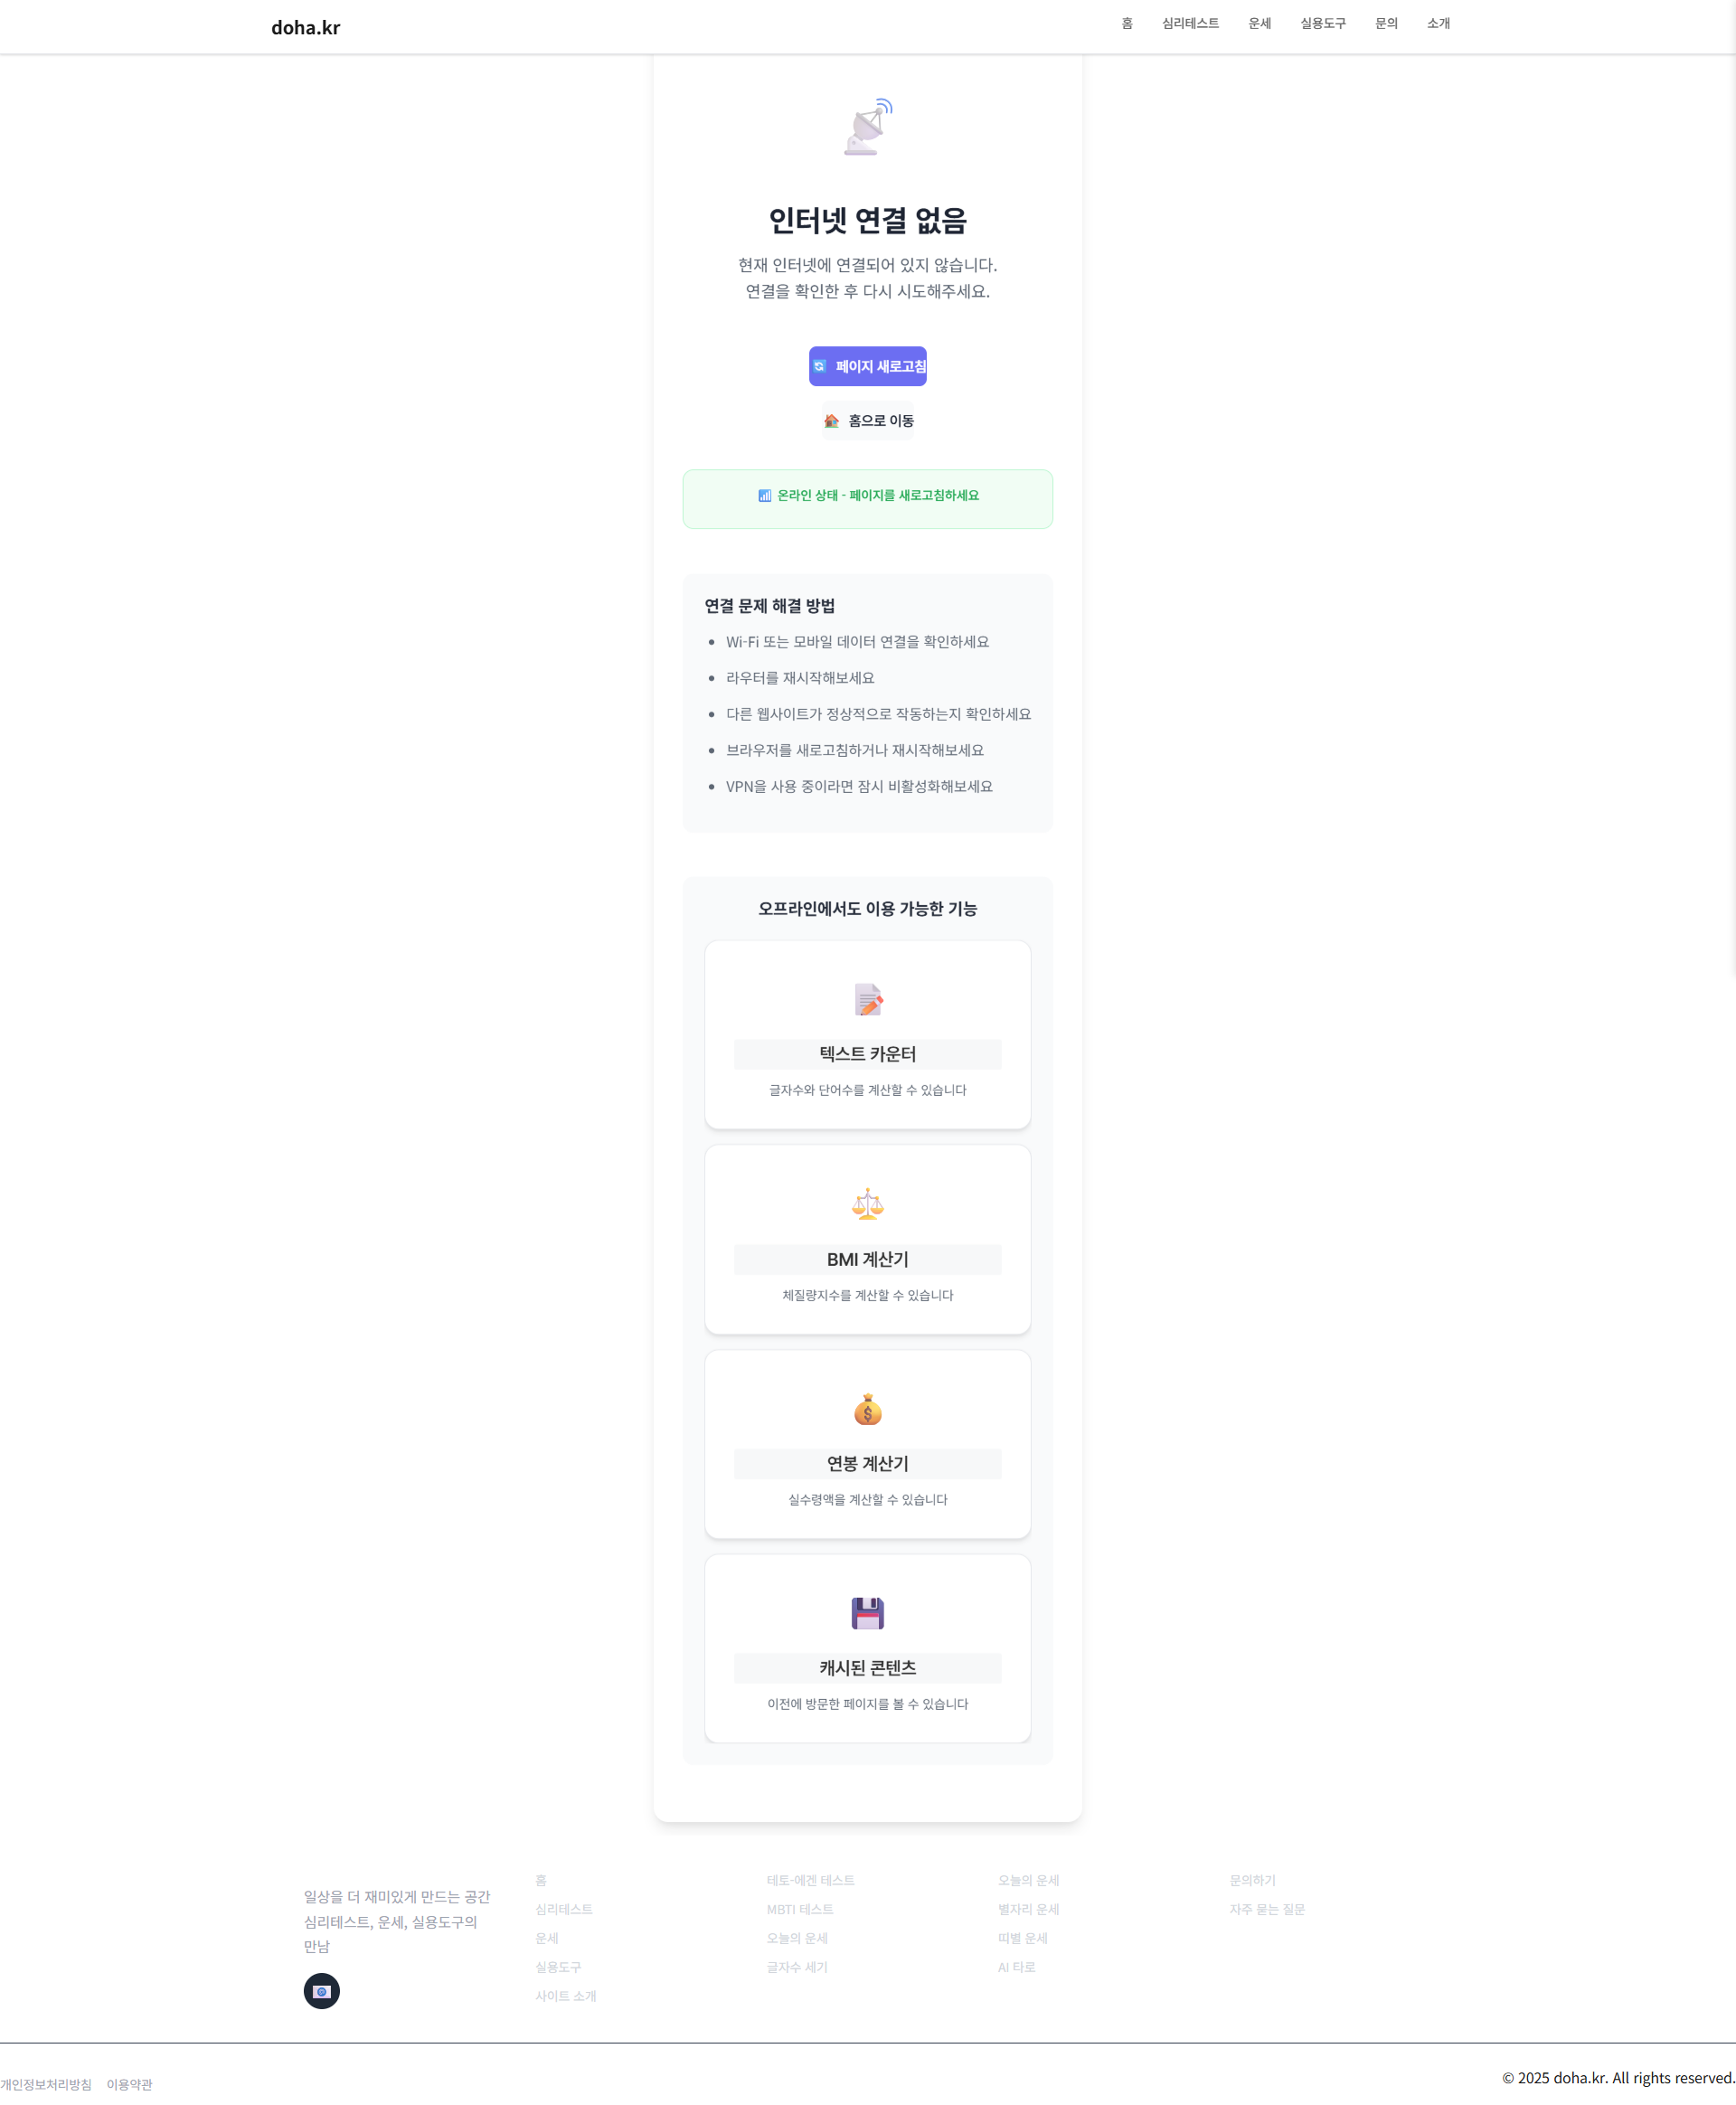 doha.kr
홈 심리테스트 운세 실용도구 문의 소개
인터넷 연결 없음
현재 인터넷에 연결되어 있지 않습니다.
연결을 확인한 후 다시 시도해주세요.
페이지 새로고침
홈으로 이동
온라인 상태 - 페이지를 새로고침하세요
연결 문제 해결 방법
• Wi-Fi 또는 모바일 데이터 연결을 확인하세요
• 라우터를 재시작해보세요
• 다른 웹사이트가 정상적으로 작동하는지 확인하세요
• 브라우저를 새로고침하거나 재시작해보세요
• VPN을 사용 중이라면 잠시 비활성화해보세요
오프라인에서도 이용 가능한 기능
텍스트 카운터
글자수와 단어수를 계산할 수 있습니다
BMI 계산기
체질량지수를 계산할 수 있습니다
연봉 계산기
실수령액을 계산할 수 있습니다
캐시된 콘텐츠
이전에 방문한 페이지를 볼 수 있습니다
일상을 더 재미있게 만드는 공간
심리테스트, 운세, 실용도구의
만남
홈
심리테스트
운세
실용도구
사이트 소개
테토-에겐 테스트
MBTI 테스트
오늘의 운세
글자수 세기
오늘의 운세
별자리 운세
띠별 운세
AI 타로
문의하기
자주 묻는 질문
개인정보처리방침 이용약관
© 2025 doha.kr. All rights reserved.